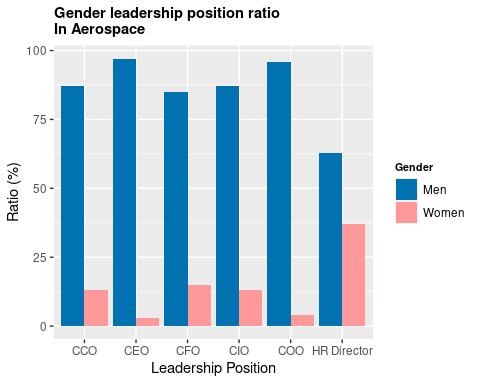 Gender leadership position ratio
In Aerospace
100
75
50
25
0
Ratio (%)
CCO CEO CFO CIO COO HR Director
Leadership Position
Gender
Men
Women